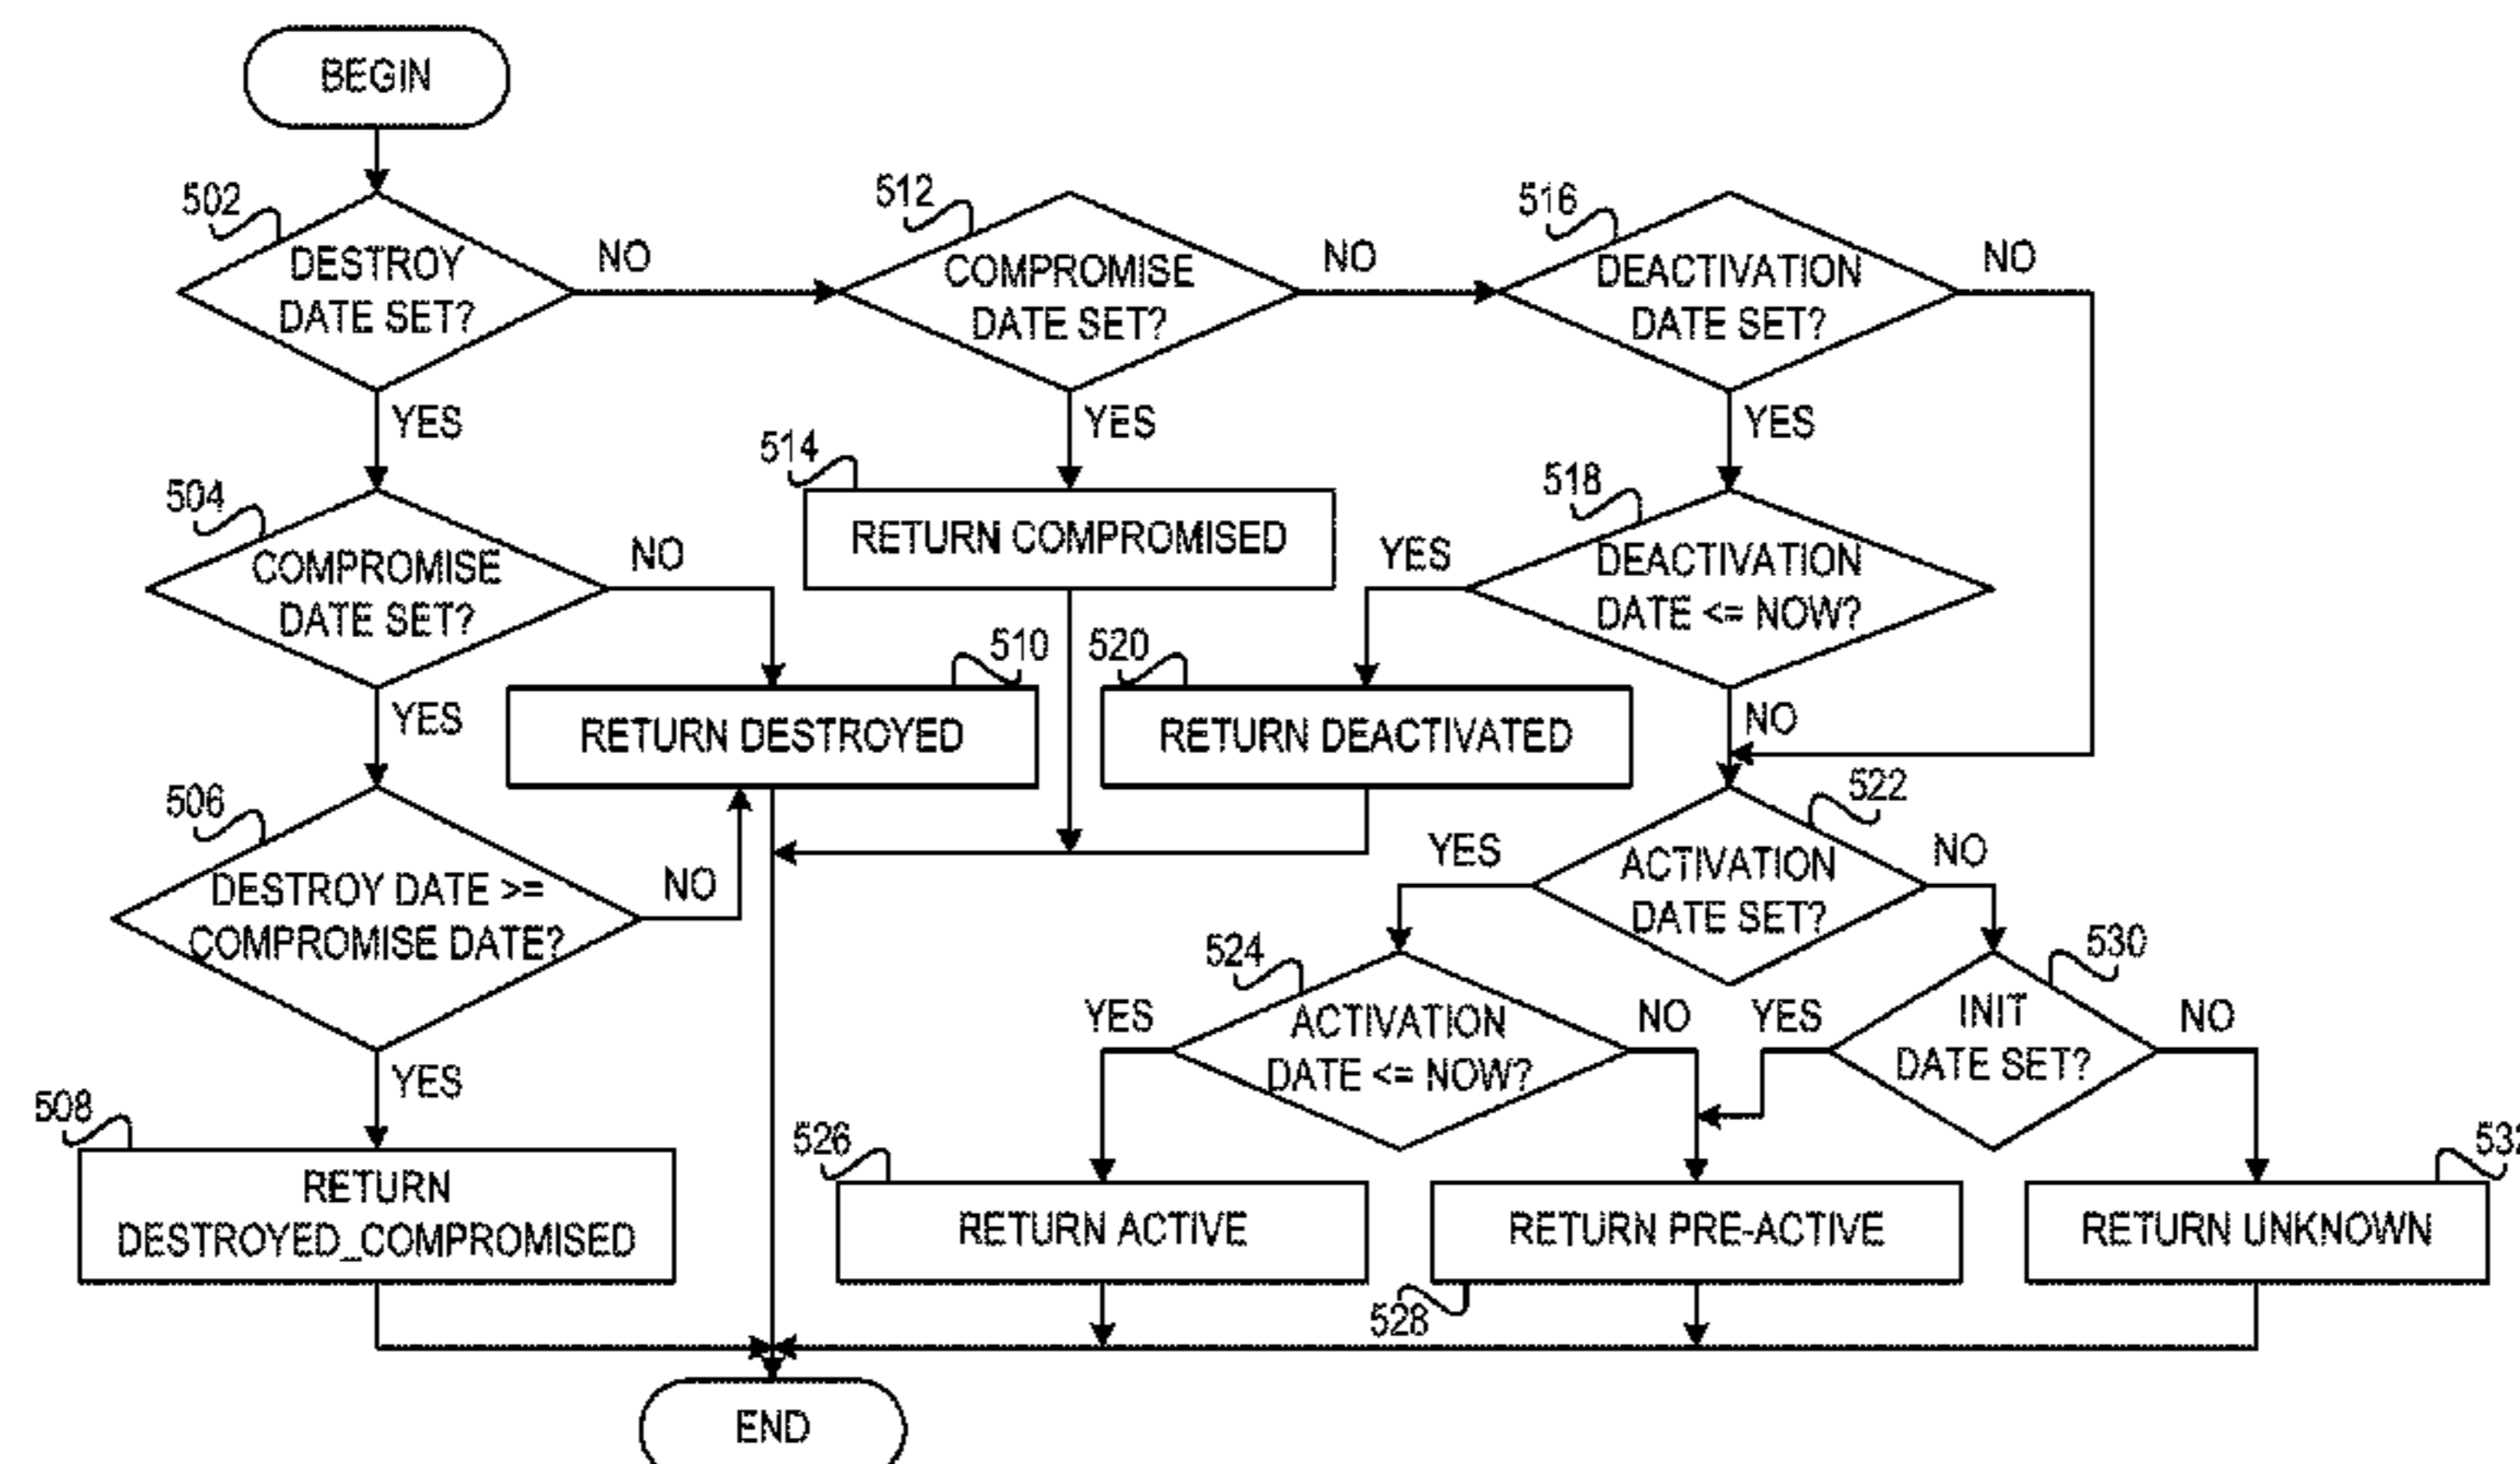 BEGIN
502
DESTROY
DATE SET?
NO
YES
512
COMPROMISE
DATE SET?
NO
YES
516
DEACTIVATION
DATE SET?
NO
YES
504
COMPROMISE
DATE SET?
NO
YES
514
RETURN COMPROMISED
518
DEACTIVATION
DATE <= NOW?
YES
NO
510
RETURN DESTROYED
520
RETURN DEACTIVATED
506
DESTROY DATE >=
COMPROMISE DATE?
NO
YES
522
ACTIVATION
DATE SET?
YES
NO
524
ACTIVATION
DATE <= NOW?
YES
NO
530
INIT
DATE SET?
YES
NO
508
RETURN
DESTROYED_COMPROMISED
526
RETURN ACTIVE
528
RETURN PRE-ACTIVE
532
RETURN UNKNOWN
END